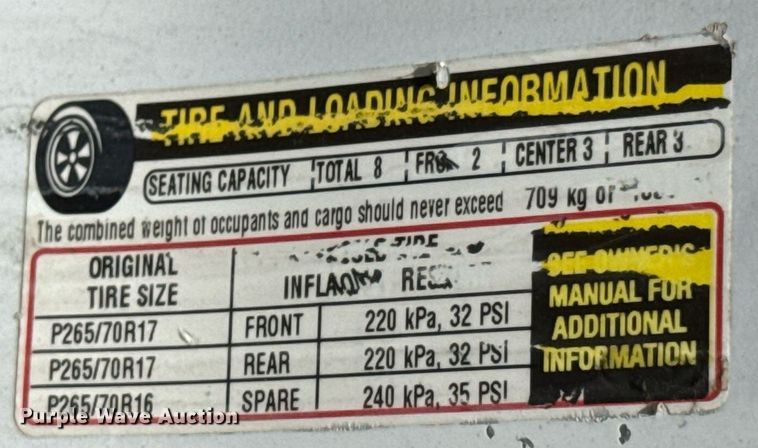 TIRE AND LOADING INFORMATION
SEATING CAPACITY TOTAL 8 2 CENTER 3 REAR 3
The combined weight of occupants and cargo should never exceed 709 kg or
ORIGINAL
TIRE SIZE
TIRE
SEE OWNER'S
MANUAL FOR
ADDITIONAL
INFORMATION
P265/70R17 FRONT 220 kPa, 32 PSI
P265/70R17 REAR 220 kPa, 32 PSI
P265/70R16 SPARE 240 kPa, 35 PSI
Purple Wave Auction